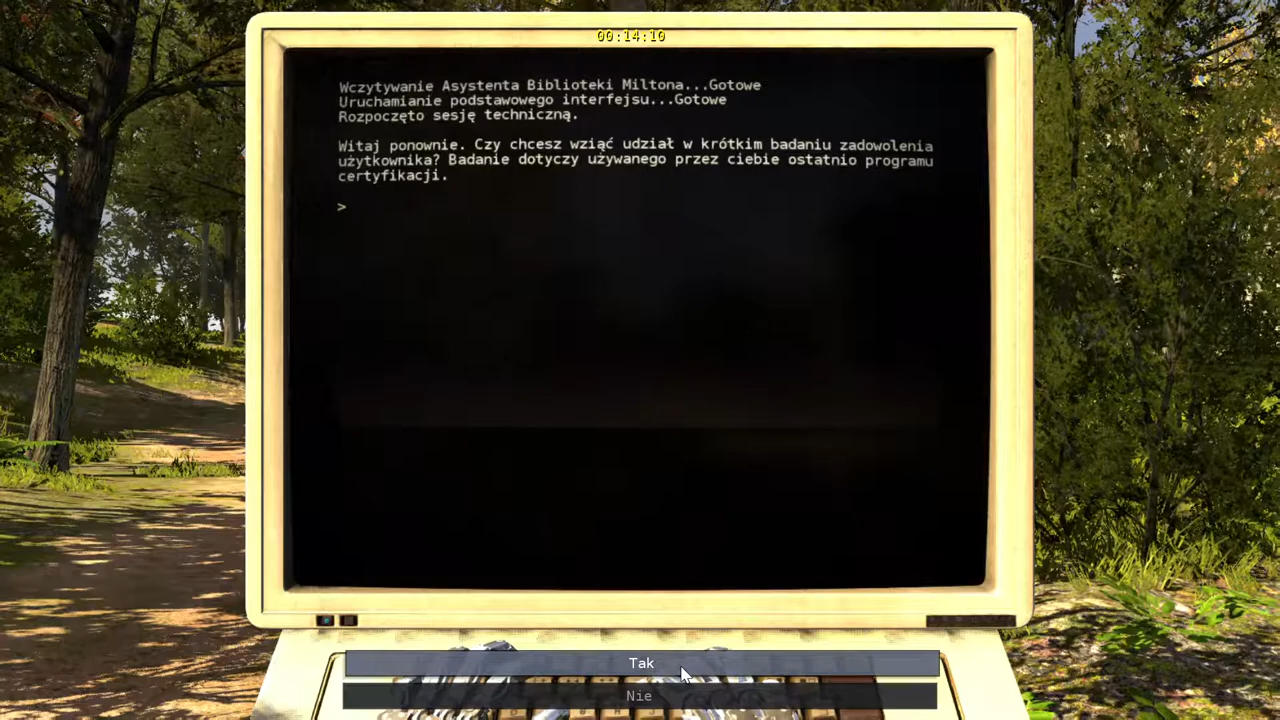 00:14:10
Wczytywanie Asystenta Biblioteki Miltona...Gotowe
Uruchamianie podstawowego interfejsu...Gotowe
Rozpoczęto sesję techniczną.
Witaj ponownie. Czy chcesz wziąć udział w krótkim badaniu zadowolenia
użytkownika? Badanie dotyczy używanego przez ciebie ostatnio programu
certyfikacji.
>
Tak
Nie